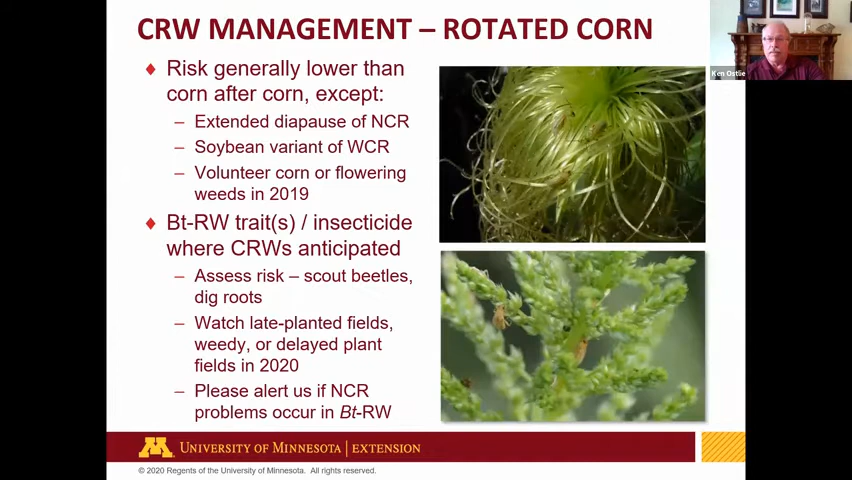 CRW MANAGEMENT – ROTATED CORN
Risk generally lower than
corn after corn, except:
– Extended diapause of NCR
– Soybean variant of WCR
– Volunteer corn or flowering
weeds in 2019
Bt-RW trait(s) / insecticide
where CRWs anticipated
– Assess risk – scout beetles,
dig roots
– Watch late-planted fields,
weedy, or delayed plant
fields in 2020
– Please alert us if NCR
problems occur in Bt-RW
Ken Ostlie
M UNIVERSITY OF MINNESOTA | EXTENSION
© 2020 Regents of the University of Minnesota. All rights reserved.